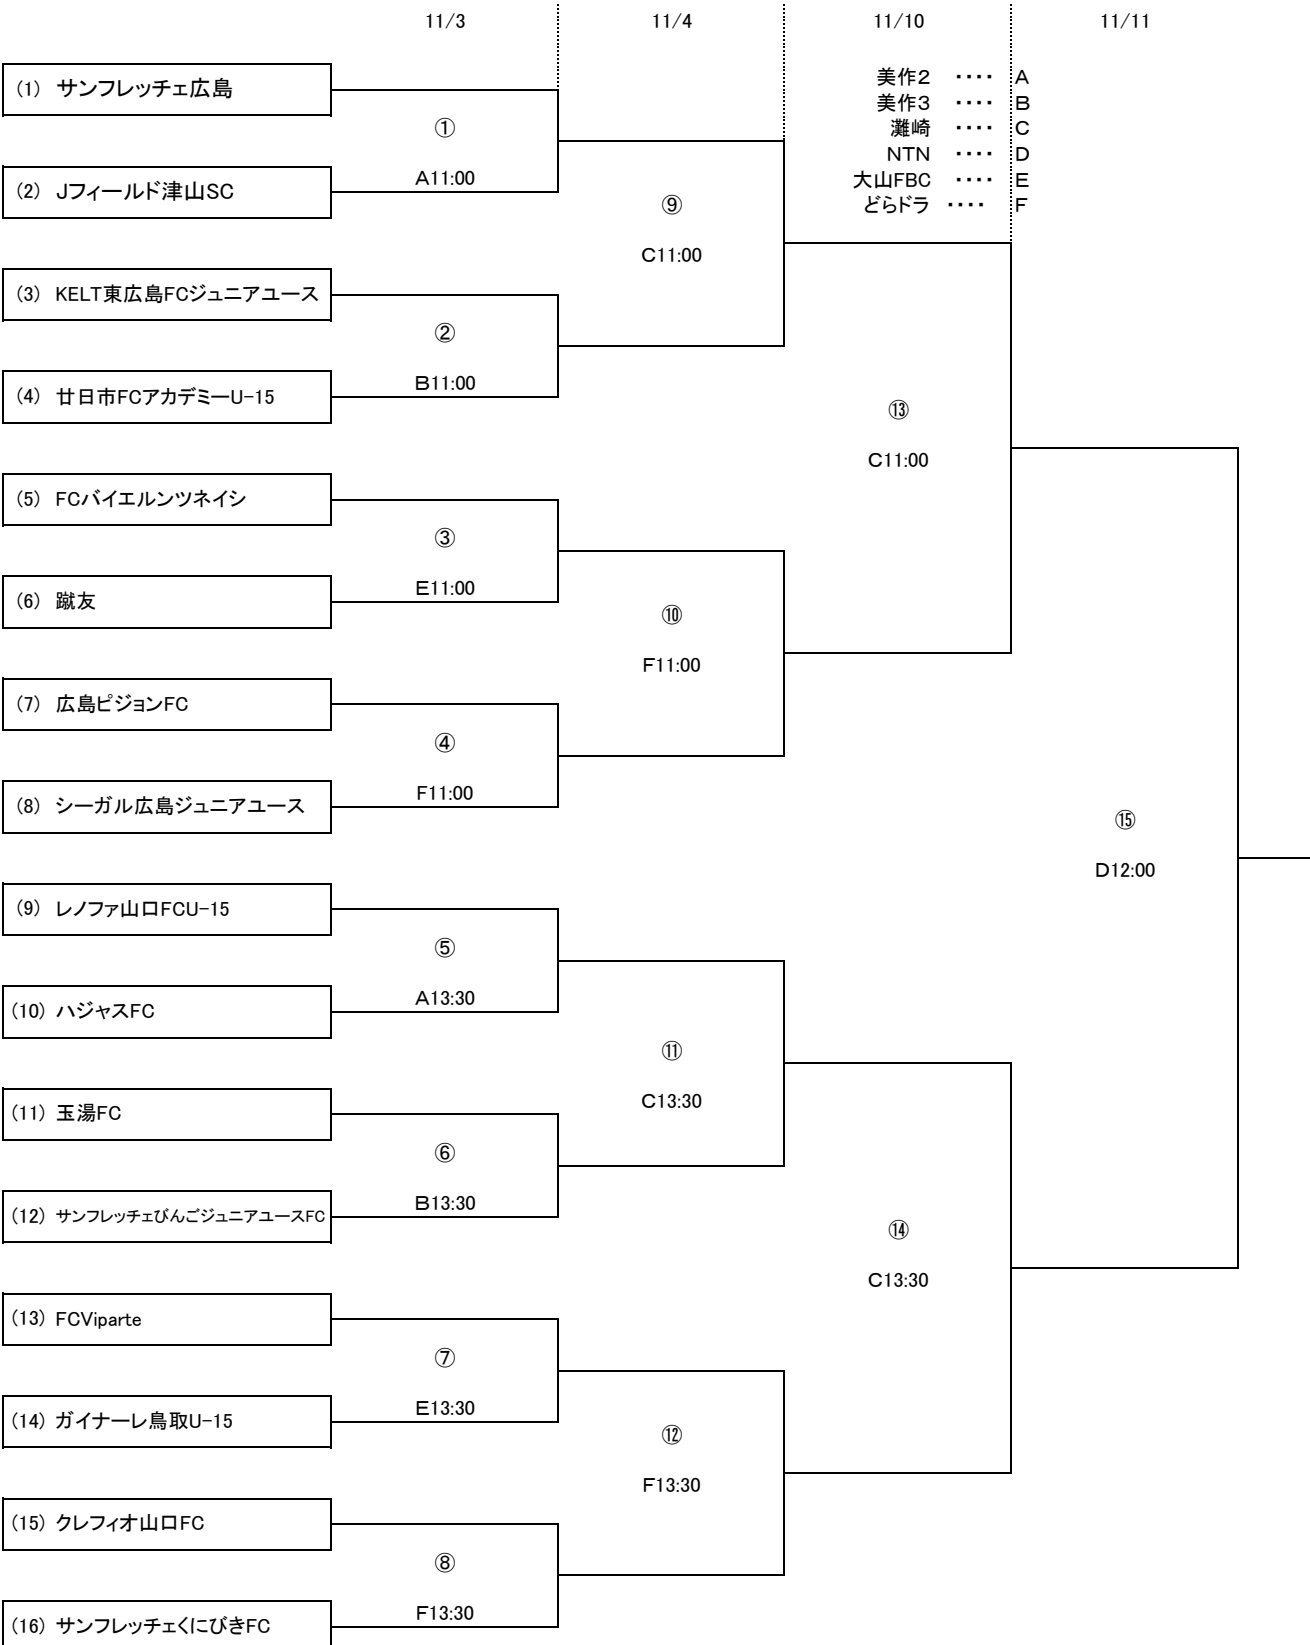 11/3 11/4 11/10 11/11
美作2 ････ A
(1) サンフレッチェ広島
美作3 ････ B
① 灘崎 ････ C
NTN ････ D
A11:00 大山FBC ････ E
(2) Jフィールド津山SC
⑨ どらドラ ････ F
C11:00
(3) KELT東広島FCジュニアユース
②
B11:00
(4) 廿日市FCアカデミーU-15
⑬
C11:00
(5) FCバイエルンツネイシ
③
E11:00
(6) 蹴友
⑩
F11:00
(7) 広島ピジョンFC
④
F11:00
(8) シーガル広島ジュニアユース
⑮
D12:00
(9) レノファ山口FCU-15
⑤
A13:30
(10) ハジャスFC
⑪
C13:30
(11) 玉湯FC
⑥
B13:30
(12) サンフレッチェびんごジュニアユースFC
⑭
C13:30
(13) FCViparte
⑦
E13:30
(14) ガイナーレ鳥取U-15
⑫
F13:30
(15) クレフィオ山口FC
⑧
F13:30
(16) サンフレッチェくにびきFC